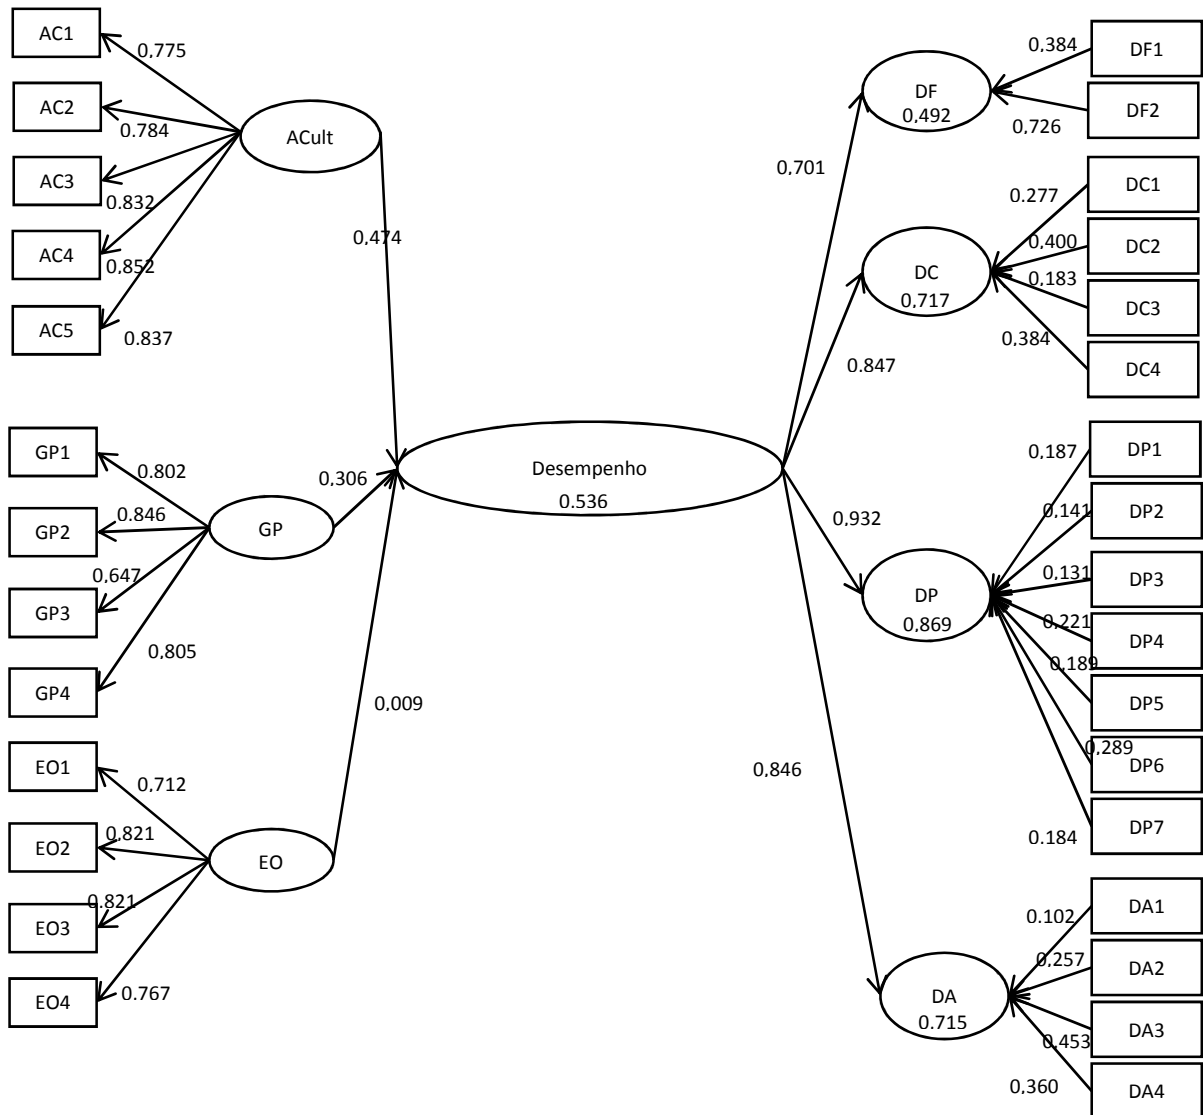 AC1
0,775
AC2
0.784
AC3
0.832
AC4
0.852
AC5
0.837
ACult
0,474
GP1
0.802
GP2
0.846
GP3
0,647
GP4
0,805
GP
0,306
EO1
0,712
EO2
0,821
EO3
0.821
EO4
0.767
EO
0,009
Desempenho
0.536
0,701
DF
0,492
0,384
DF1
0,726
DF2
0.847
DC
0,717
0.277
DC1
0,400
DC2
0,183
DC3
0,384
DC4
0,932
DP
0,869
0.187
DP1
0,141
DP2
0,131
DP3
0,221
DP4
0,189
DP5
0,289
DP6
0.184
DP7
0,846
DA
0.715
0.102
DA1
0,257
DA2
0,453
DA3
0,360
DA4